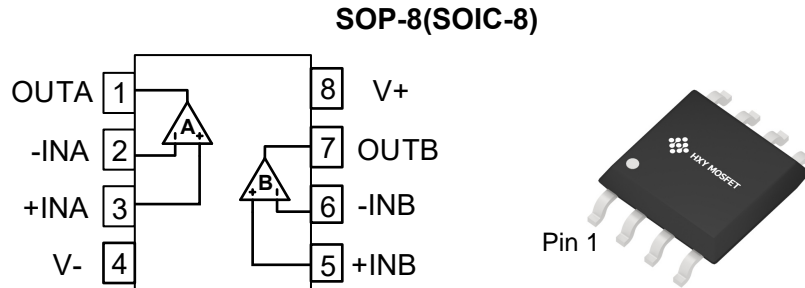 SOP-8(SOIC-8)
OUTA 1
-INA 2
+INA 3
V- 4
A
- +
B
+ -
8 V+
7 OUTB
6 -INB
5 +INB
HXY MOSFET
Pin 1